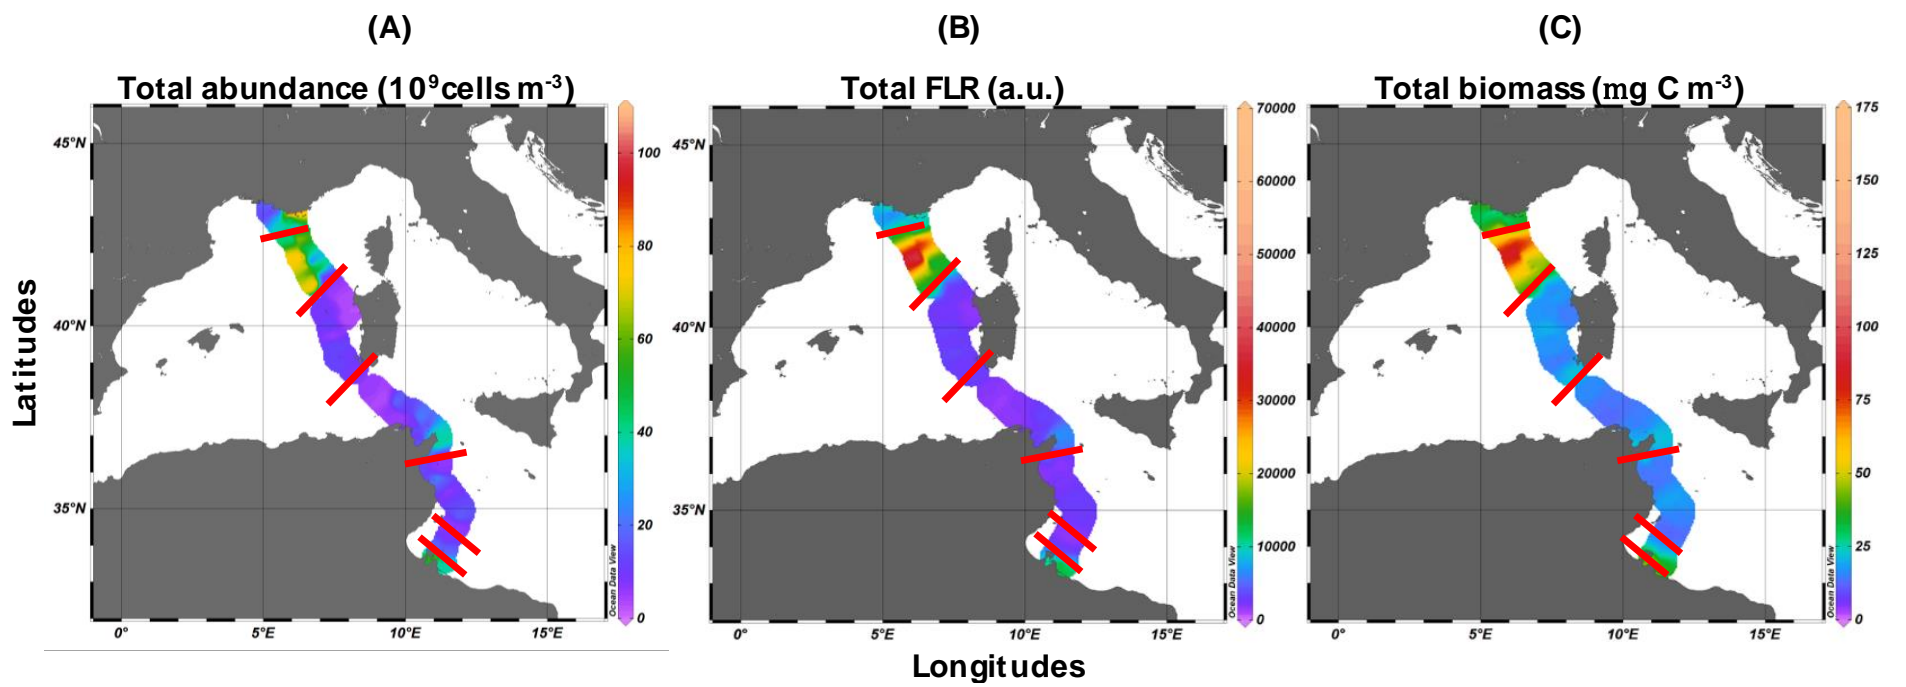 (A)
(B)
(C)
Total abundance (10⁹cells m⁻³)
Total FLR (a.u.)
Total biomass (mg C m⁻³)
Latitudes
45°N
40°N
35°N
0°
5°E
10°E
15°E
100
80
60
40
20
0
Ocean Data View
45°N
40°N
35°N
0°
5°E
10°E
15°E
70000
60000
50000
40000
30000
20000
10000
0
Ocean Data View
0°
5°E
10°E
15°E
175
150
125
100
75
50
25
0
Ocean Data View
Longitudes